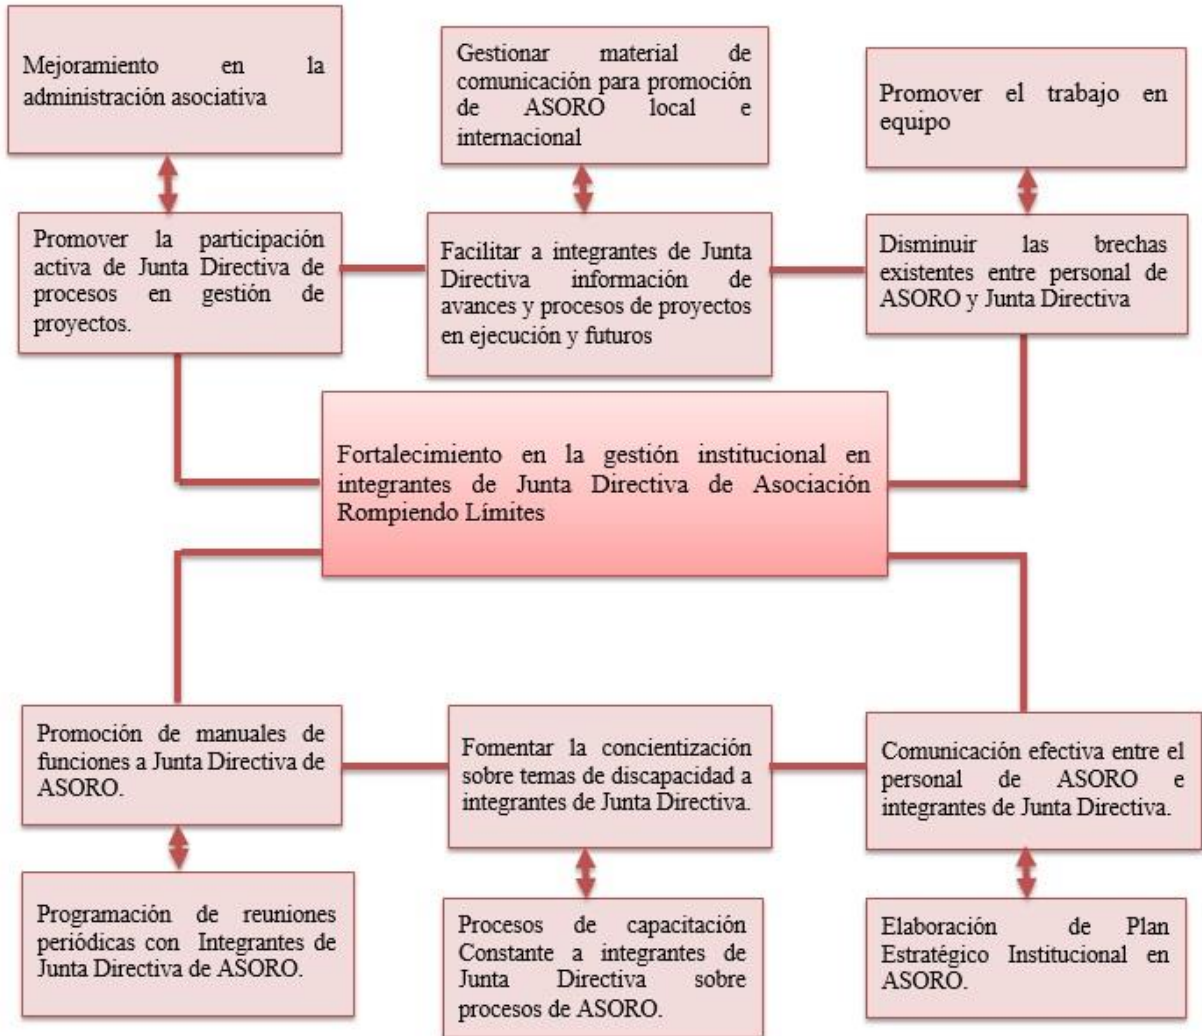 Mejoramiento en la
administración asociativa
Gestionar material de
comunicación para promoción
de ASORO local e
internacional
Promover el trabajo en
equipo
Promover la participación
activa de Junta Directiva de
procesos en gestión de
proyectos.
Facilitar a integrantes de Junta
Directiva información de
avances y procesos de proyectos
en ejecución y futuros
Disminuir las brechas
existentes entre personal de
ASORO y Junta Directiva
Fortalecimiento en la gestión institucional en
integrantes de Junta Directiva de Asociación
Rompiendo Límites
Promoción de manuales de
funciones a Junta Directiva de
ASORO.
Fomentar la concientización
sobre temas de discapacidad a
integrantes de Junta Directiva.
Comunicación efectiva entre el
personal de ASORO e
integrantes de Junta Directiva.
Programación de reuniones
periódicas con Integrantes de
Junta Directiva de ASORO.
Procesos de capacitación
Constante a integrantes de
Junta Directiva sobre
procesos de ASORO.
Elaboración de Plan
Estratégico Institucional en
ASORO.